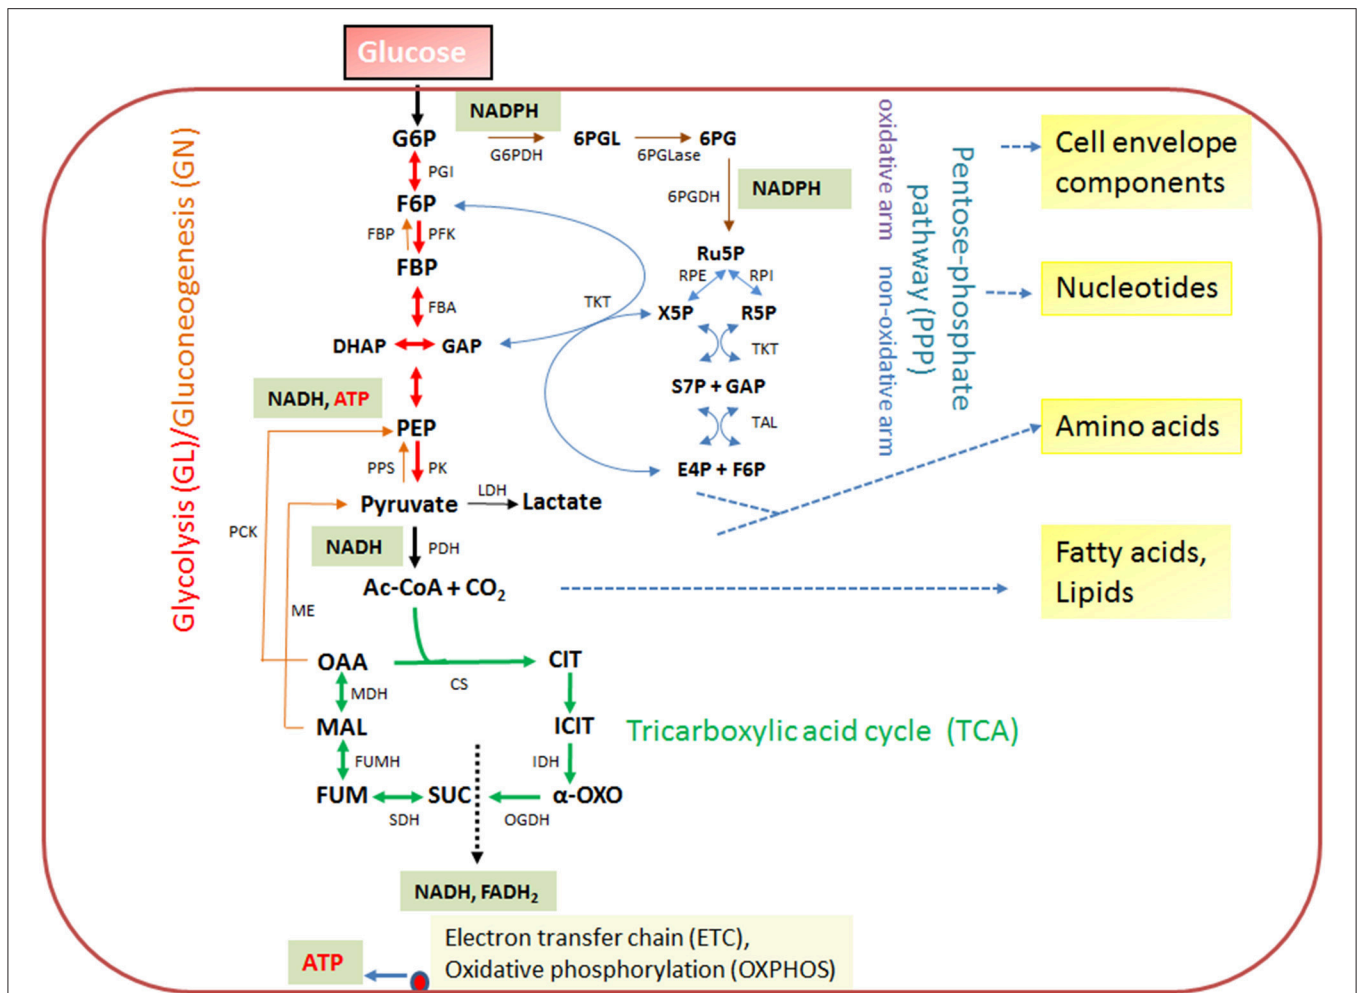 Glucose
NADPH
G6P
G6PDH
6PGL
6PGLase
6PG
PGI
6PGDH
NADPH
F6P
FBP
PFK
FBP
Ru5P
RPE
RPI
FBA
TKT
X5P
R5P
DHAP
GAP
TKT
S7P + GAP
NADH, ATP
PEP
TAL
PPS
PK
E4P + F6P
Pyruvate
LDH
Lactate
PCK
NADH
PDH
Ac-CoA + CO₂
ME
OAA
CS
CIT
MDH
MAL
ICIT
Tricarboxylic acid cycle (TCA)
FUMH
IDH
FUM
SUC
α-OXO
SDH
OGDH
NADH, FADH₂
Electron transfer chain (ETC),
Oxidative phosphorylation (OXPHOS)
ATP
Glycolysis (GL)/Gluconeogenesis (GN)
oxidative arm
non-oxidative arm
Pentose-phosphate
pathway (PPP)
Cell envelope
components
Nucleotides
Amino acids
Fatty acids,
Lipids